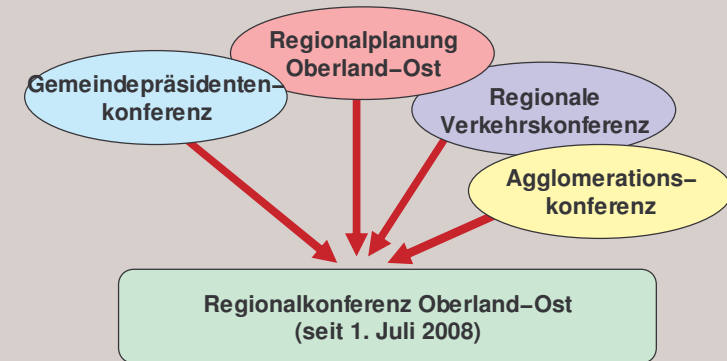 Regionalplanung
Oberland–Ost
Gemeindepräsidenten–
konferenz
Regionale
Verkehrskonferenz
Agglomerations–
konferenz
Regionalkonferenz Oberland–Ost
(seit 1. Juli 2008)